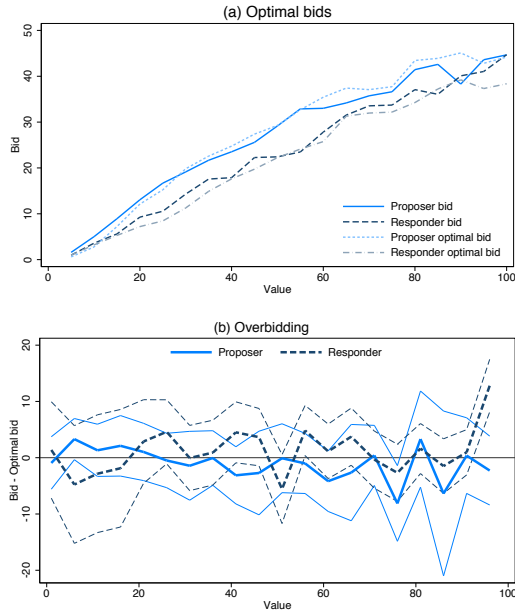 (a) Optimal bids
50
40
30
20
10
0
Bid
Proposer bid
Responder bid
Proposer optimal bid
Responder optimal bid
0 20 40 60 80 100
Value
(b) Overbidding
20
10
0
-10
-20
Bid - Optimal bid
Proposer Responder
0 20 40 60 80 100
Value